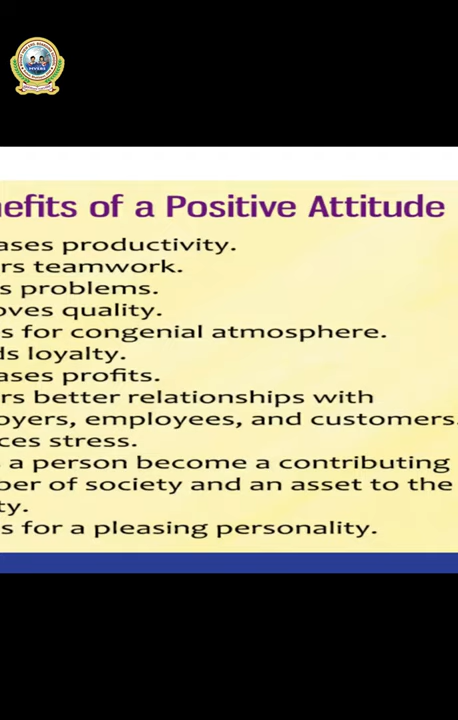 nefits of a Positive Attitude
ases productivity.
rs teamwork.
s problems.
oves quality.
s for congenial atmosphere.
ds loyalty.
ases profits.
rs better relationships with
oyers, employees, and customers.
ces stress.
s a person become a contributing
ber of society and an asset to the
ty.
s for a pleasing personality.